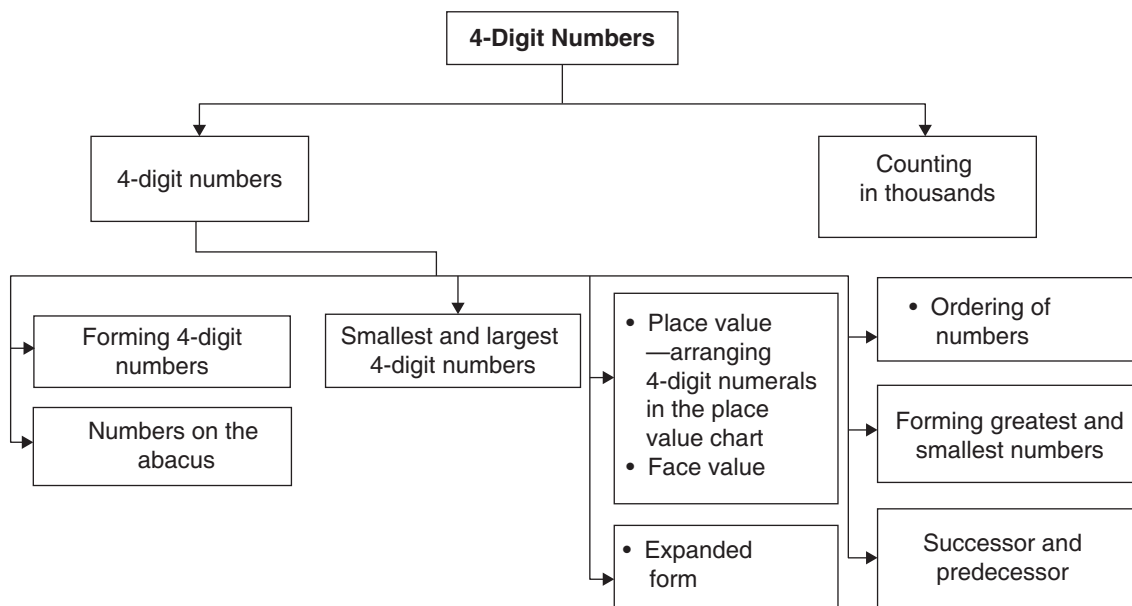 4-Digit Numbers
4-digit numbers
Counting
in thousands
Forming 4-digit
numbers
Numbers on the
abacus
Smallest and largest
4-digit numbers
• Place value
—arranging
4-digit numerals
in the place
value chart
• Face value
• Expanded
form
• Ordering of
numbers
Forming greatest and
smallest numbers
Successor and
predecessor